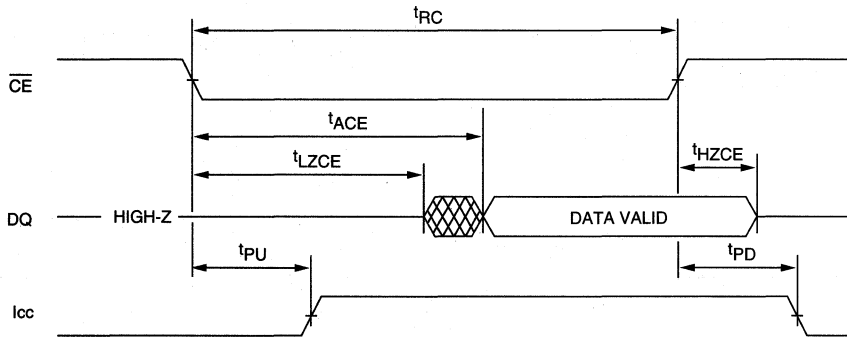 tRC
CE
tACE
tLZCE
tHZCE
DQ HIGH-Z DATA VALID
tPU
tPD
Icc